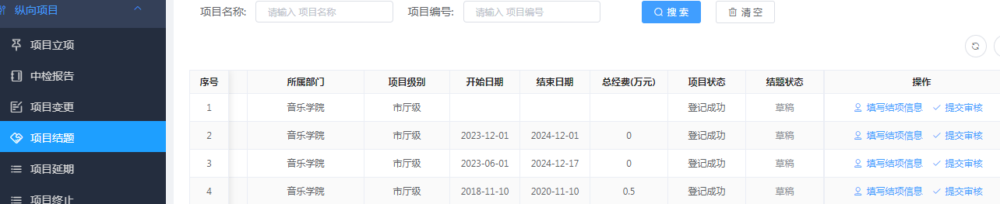 纵向项目
项目立项
中检报告
项目变更
项目结题
项目延期
项目终止
项目名称: 请输入 项目名称 项目编号: 请输入 项目编号 搜索 清空
序号 所属部门 项目级别 开始日期 结束日期 总经费(万元) 项目状态 结题状态 操作
1 音乐学院 市厅级 登记成功 草稿 填写结项信息 提交审核
2 音乐学院 市厅级 2023-12-01 2024-12-01 0 登记成功 草稿 填写结项信息 提交审核
3 音乐学院 市厅级 2023-06-01 2024-12-17 0 登记成功 草稿 填写结项信息 提交审核
4 音乐学院 市厅级 2018-11-10 2020-11-10 0.5 登记成功 草稿 填写结项信息 提交审核